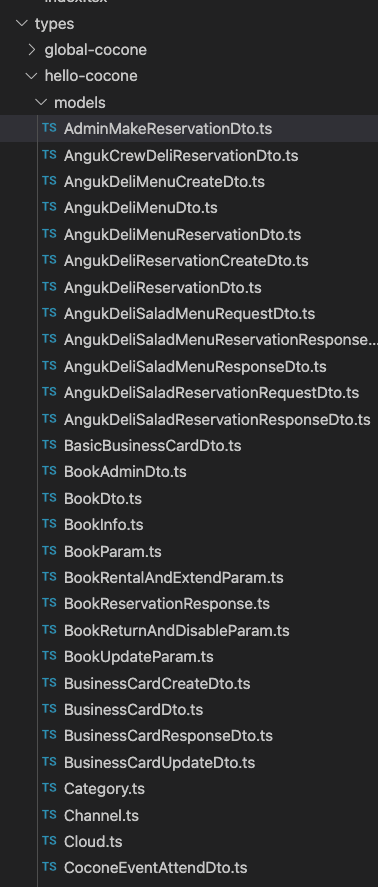 types
global-cocone
hello-cocone
models
TS AdminMakeReservationDto.ts
TS AngukCrewDeliReservationDto.ts
TS AngukDeliMenuCreateDto.ts
TS AngukDeliMenuDto.ts
TS AngukDeliMenuReservationDto.ts
TS AngukDeliReservationCreateDto.ts
TS AngukDeliReservationDto.ts
TS AngukDeliSaladMenuRequestDto.ts
TS AngukDeliSaladMenuReservationResponse...
TS AngukDeliSaladMenuResponseDto.ts
TS AngukDeliSaladReservationRequestDto.ts
TS AngukDeliSaladReservationResponseDto.ts
TS BasicBusinessCardDto.ts
TS BookAdminDto.ts
TS BookDto.ts
TS BookInfo.ts
TS BookParam.ts
TS BookRentalAndExtendParam.ts
TS BookReservationResponse.ts
TS BookReturnAndDisableParam.ts
TS BookUpdateParam.ts
TS BusinessCardCreateDto.ts
TS BusinessCardDto.ts
TS BusinessCardResponseDto.ts
TS BusinessCardUpdateDto.ts
TS Category.ts
TS Channel.ts
TS Cloud.ts
TS CoconeEventAttendDto.ts